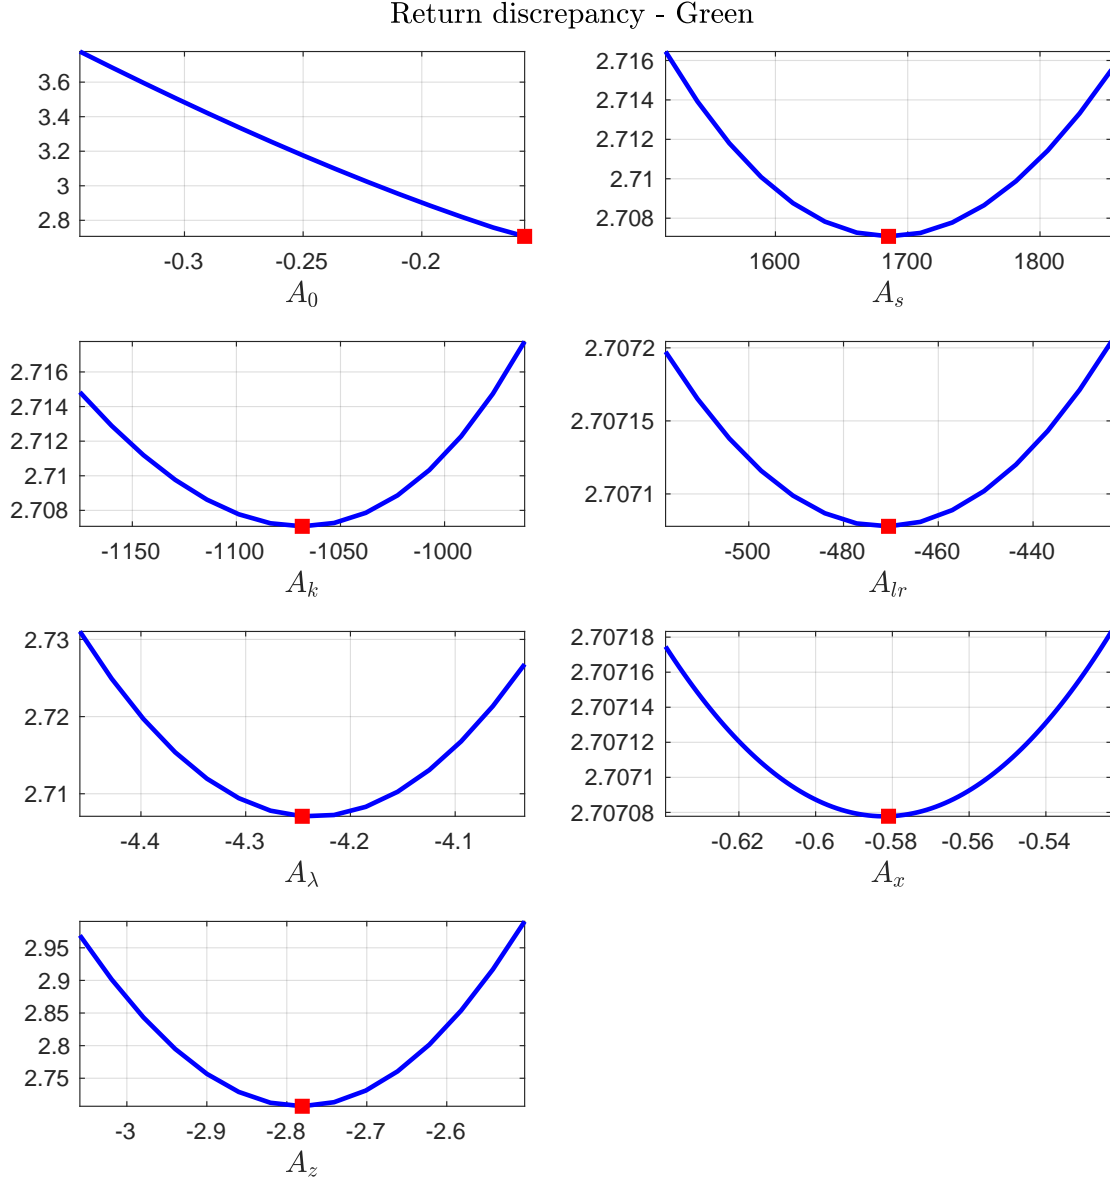 Return discrepancy - Green
3.6
3.4
3.2
3
2.8
-0.3 -0.25 -0.2
A_0
2.716
2.714
2.712
2.71
2.708
1600 1700 1800
A_s
2.716
2.714
2.712
2.71
2.708
-1150 -1100 -1050 -1000
A_k
2.7072
2.70715
2.7071
-500 -480 -460 -440
A_{lr}
2.73
2.72
2.71
-4.4 -4.3 -4.2 -4.1
A_λ
2.70718
2.70716
2.70714
2.70712
2.7071
2.70708
-0.62 -0.6 -0.58 -0.56 -0.54
A_x
2.95
2.9
2.85
2.8
2.75
-3 -2.9 -2.8 -2.7 -2.6
A_z